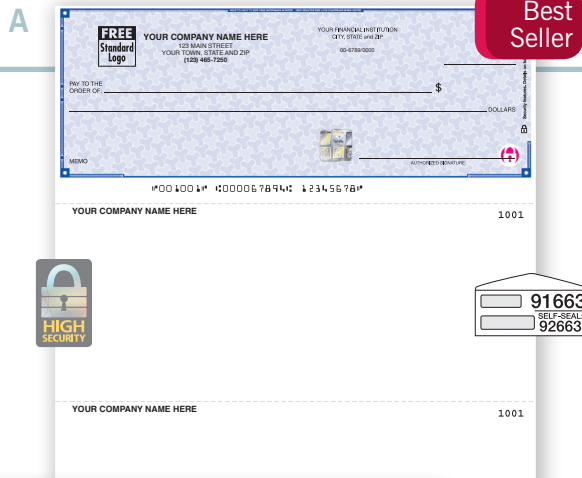 A
Best
Seller
FREE
Standard
Logo
YOUR COMPANY NAME HERE
123 MAIN STREET
YOUR TOWN, STATE AND ZIP
(123) 465-7250
YOUR FINANCIAL INSTITUTION
CITY, STATE and ZIP
00-6789/0000
PAY TO THE
ORDER OF:
$
DOLLARS
MEMO
AUTHORIZED SIGNATURE
⑈001001⑈ ⑆000067894⑆ 12345678⑈
YOUR COMPANY NAME HERE
1001
HIGH
SECURITY
91663
SELF-SEAL:
92663
YOUR COMPANY NAME HERE
1001